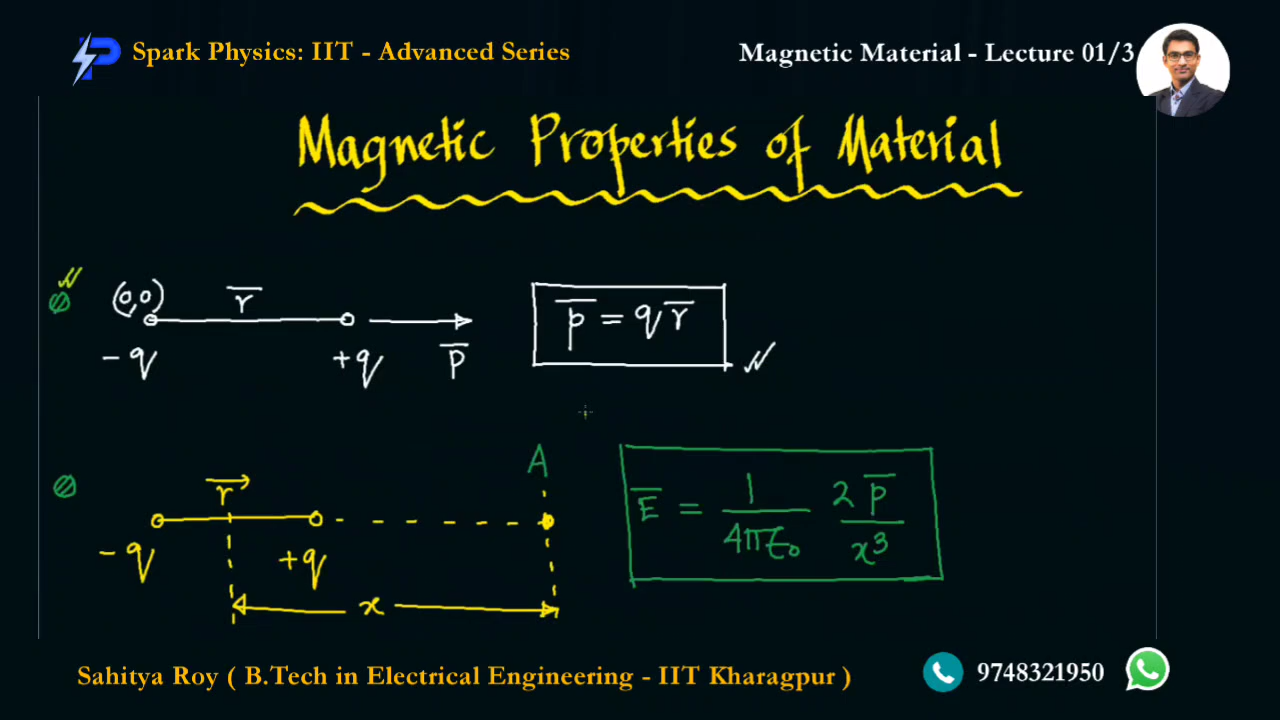 Spark Physics: IIT - Advanced Series
Magnetic Material - Lecture 01/3
Magnetic Properties of Material
(0,0) r̅
-q +q p̅
p̅ = q r̅
A
r⃗
-q +q
x
E̅ = 1/4πε₀ 2p̅/x³
Sahitya Roy ( B.Tech in Electrical Engineering - IIT Kharagpur )
9748321950